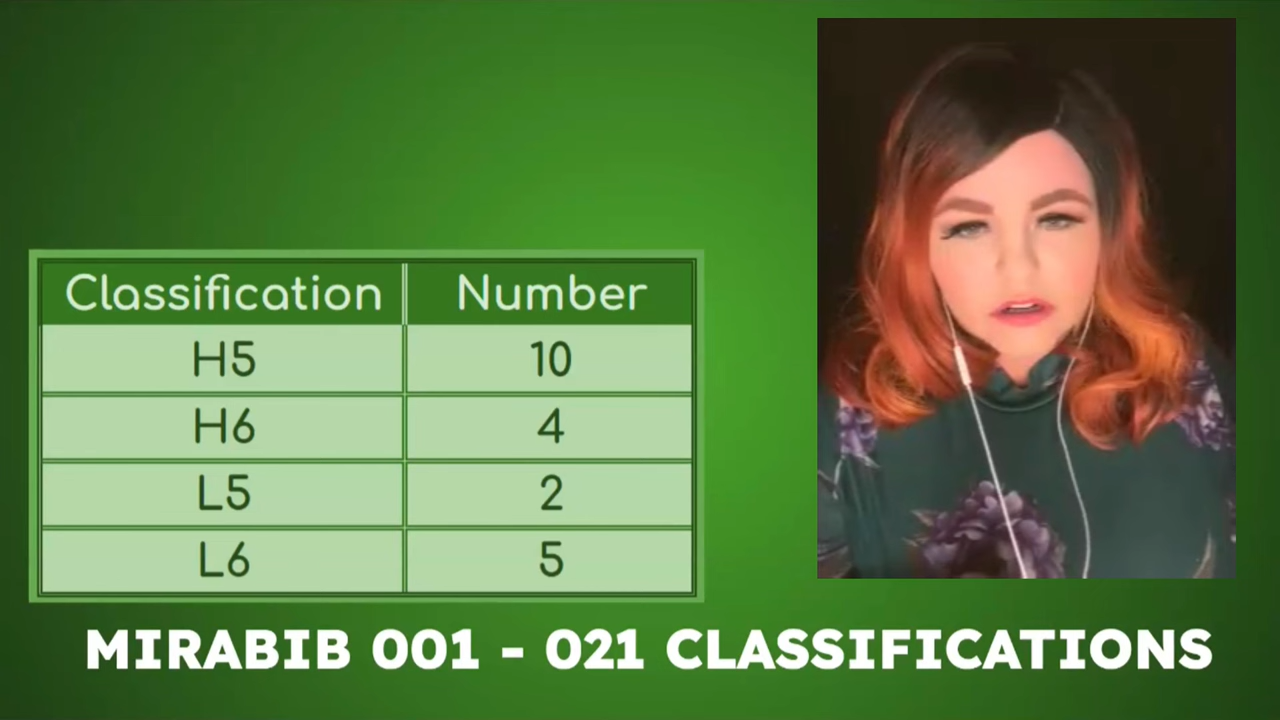 Classification Number
H5 10
H6 4
L5 2
L6 5
MIRABIB 001 - 021 CLASSIFICATIONS